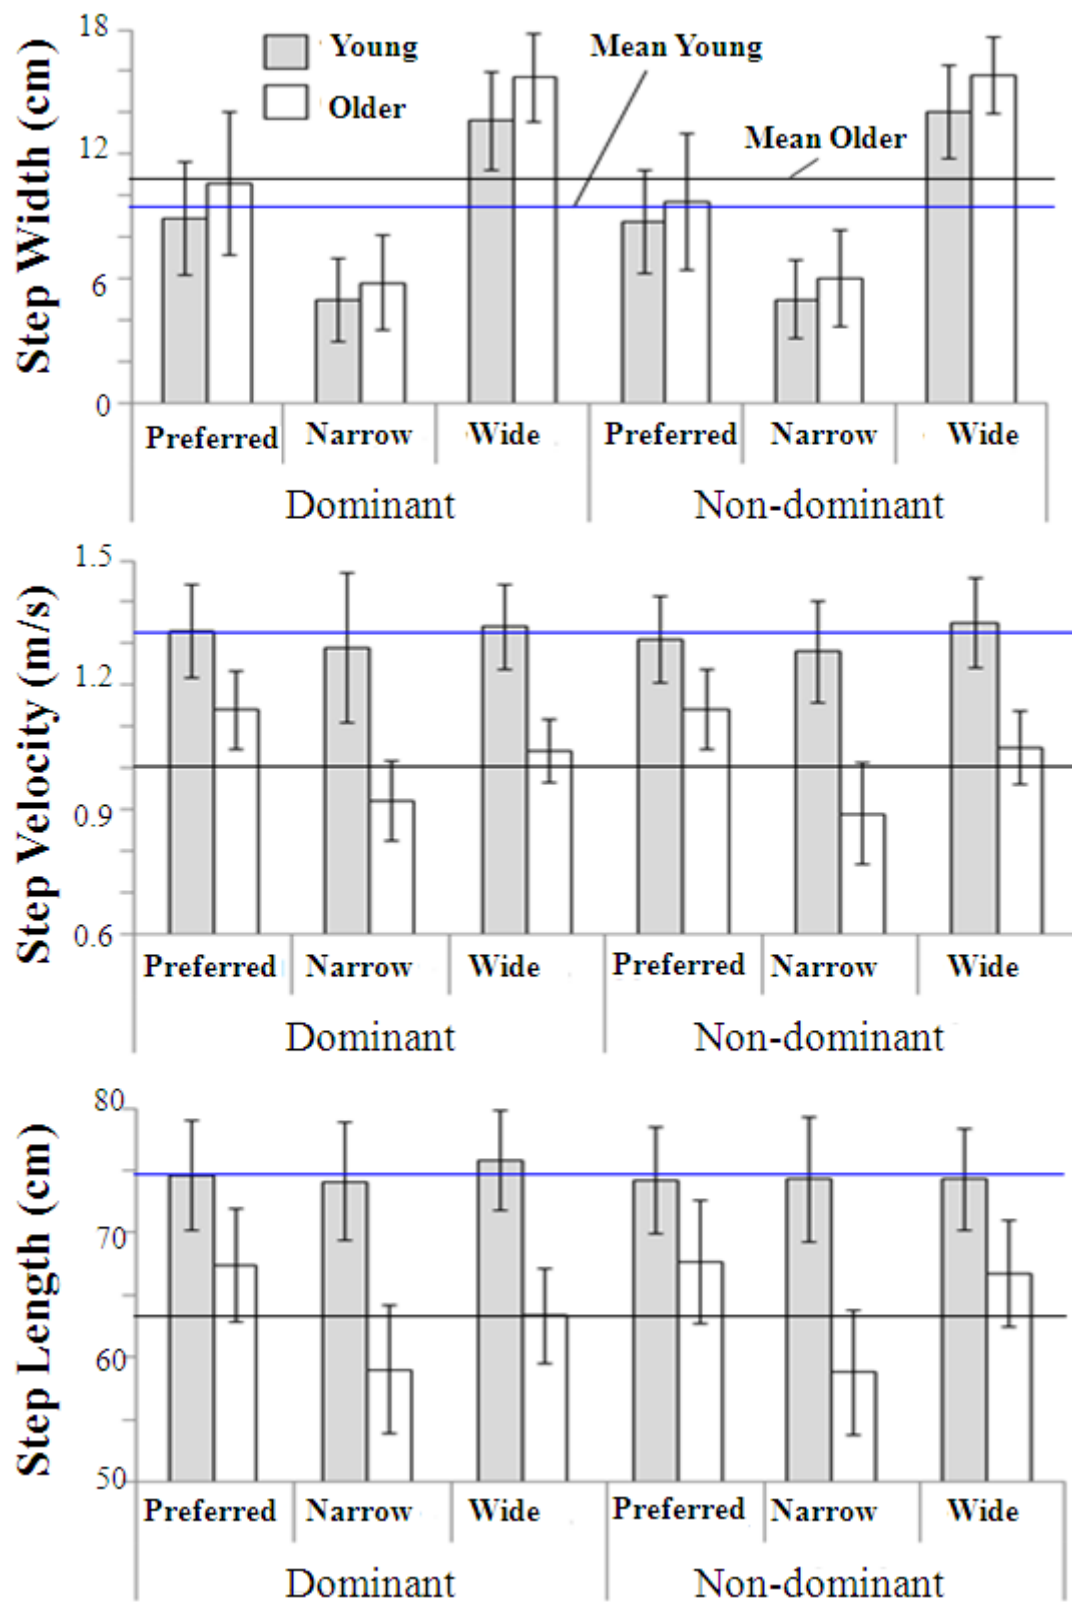 18
Young
Mean Young
Older
Mean Older
12
6
0
Step Width (cm)
Preferred Narrow Wide Preferred Narrow Wide
Dominant Non-dominant
1.5
1.2
0.9
0.6
Step Velocity (m/s)
Preferred Narrow Wide Preferred Narrow Wide
Dominant Non-dominant
80
70
60
50
Step Length (cm)
Preferred Narrow Wide Preferred Narrow Wide
Dominant Non-dominant